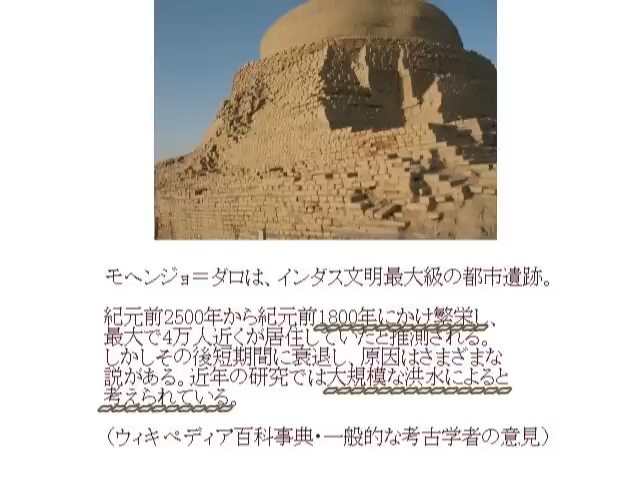 モヘンジョ＝ダロは、インダス文明最大級の都市遺跡。
紀元前2500年から紀元前1800年にかけ繁栄し、
最大で4万人近くが居住していたと推測される。
しかしその後短期間に衰退し、原因はさまざまな
説がある。近年の研究では大規模な洪水によると
考えられている。
（ウィキペディア百科事典・一般的な考古学者の意見）